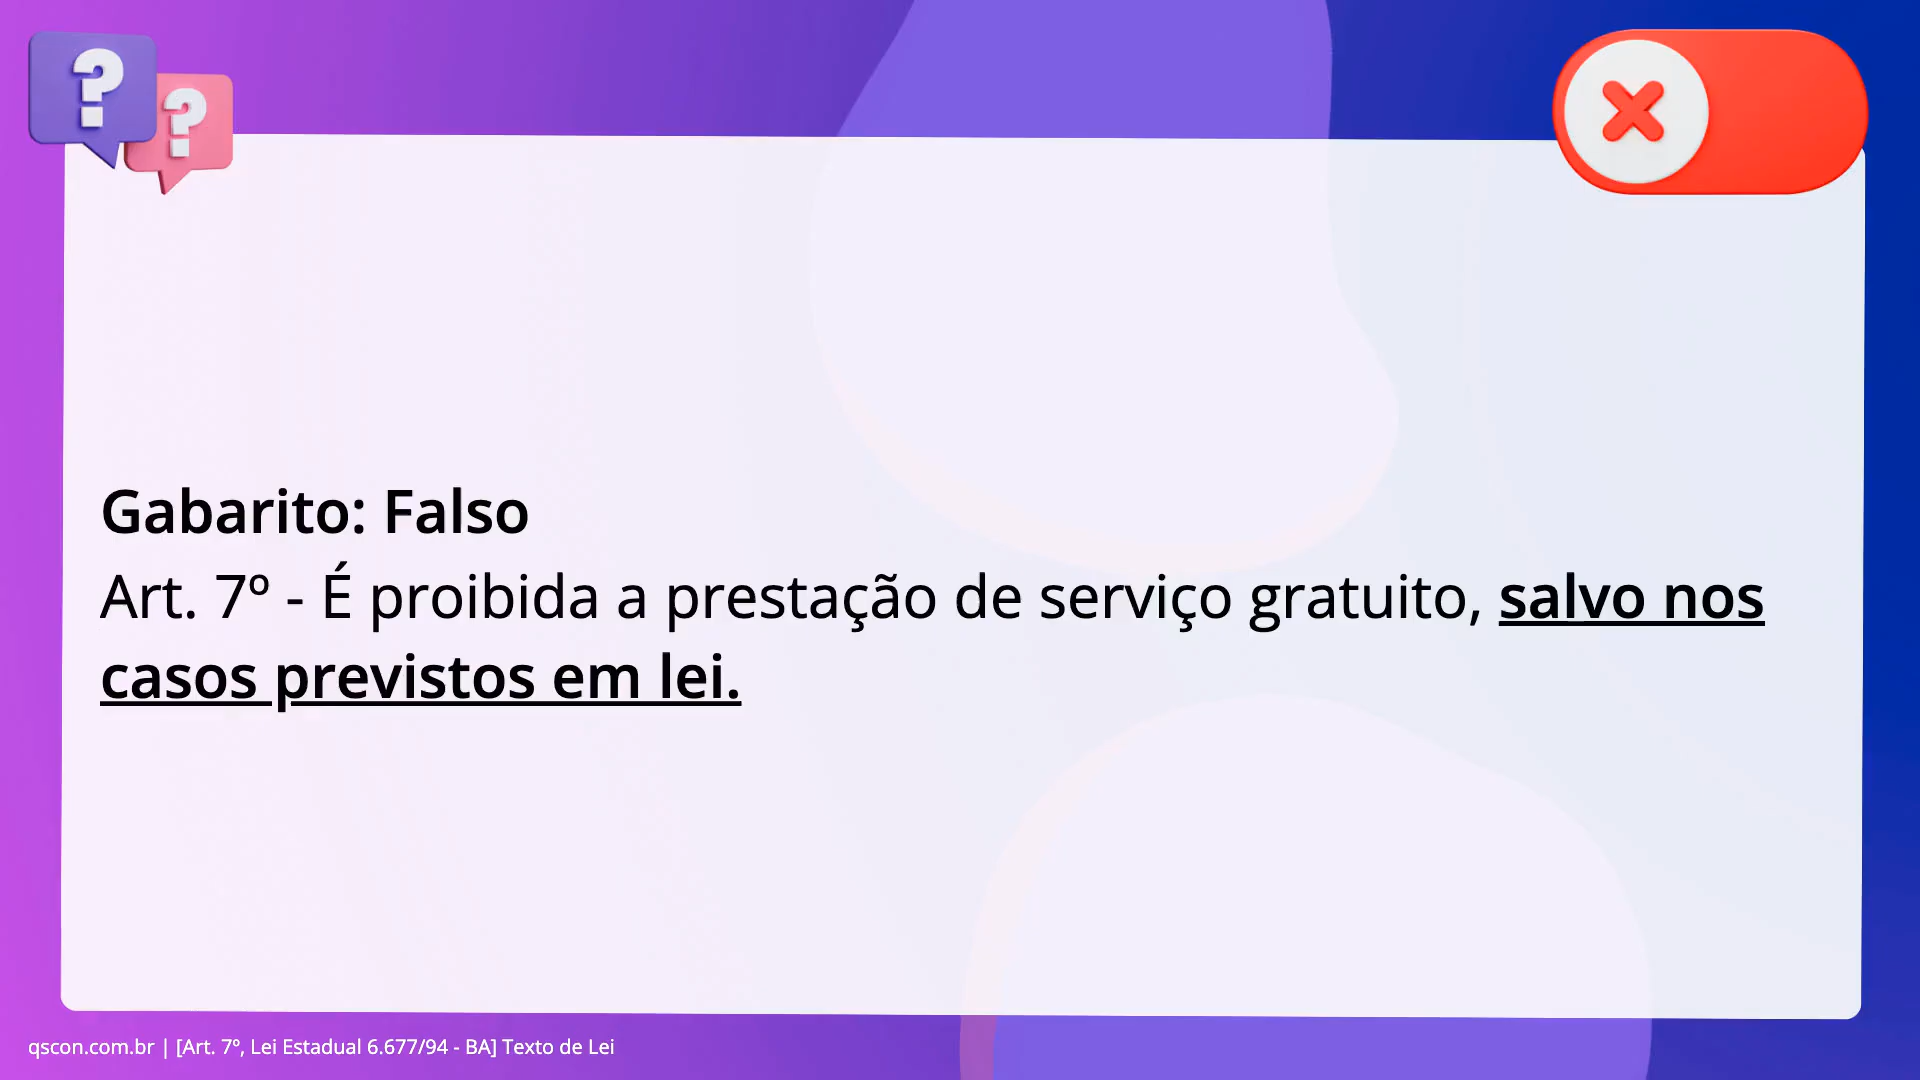 Gabarito: Falso
Art. 7º - É proibida a prestação de serviço gratuito, salvo nos
casos previstos em lei.
qscon.com.br | [Art. 7º, Lei Estadual 6.677/94 - BA] Texto de Lei